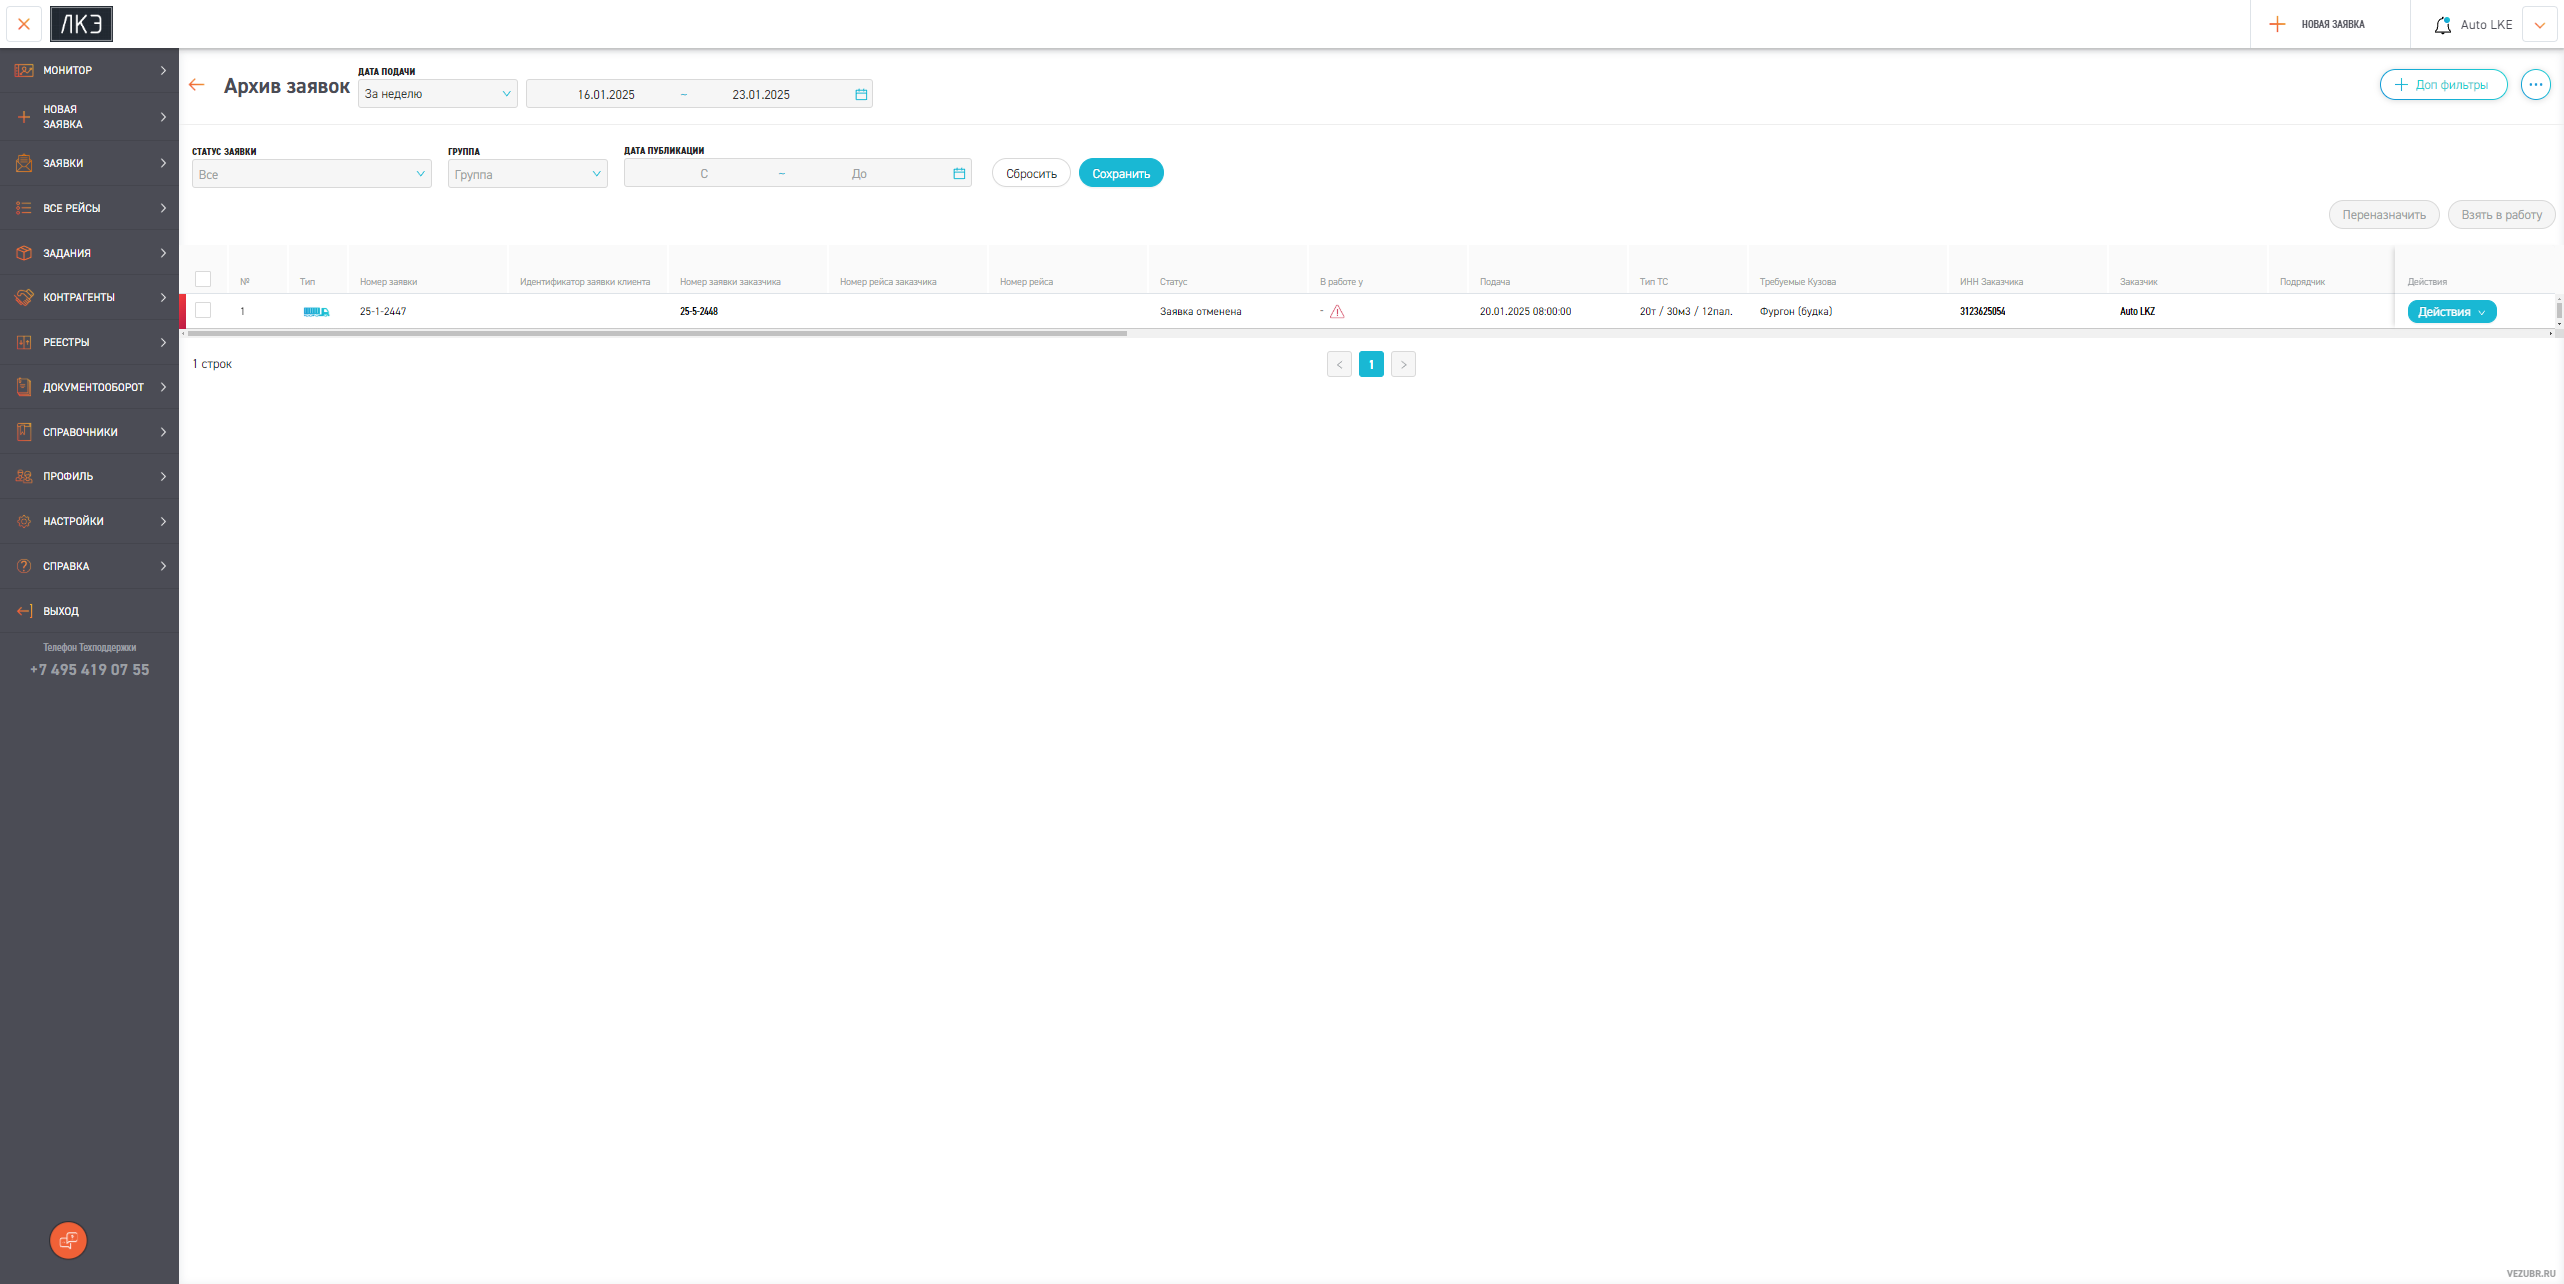 ЛКЭ
НОВАЯ ЗАЯВКА
Auto LKE
МОНИТОР
НОВАЯ
ЗАЯВКА
ЗАЯВКИ
ВСЕ РЕЙСЫ
ЗАДАНИЯ
КОНТРАГЕНТЫ
РЕЕСТРЫ
ДОКУМЕНТООБОРОТ
СПРАВОЧНИКИ
ПРОФИЛЬ
НАСТРОЙКИ
СПРАВКА
ВЫХОД
Телефон Техподдержки
+7 495 419 07 55
Архив заявок
ДАТА ПОДАЧИ
За неделю
16.01.2025 ~ 23.01.2025
Доп фильтры
СТАТУС ЗАЯВКИ
Все
ГРУППА
Группа
ДАТА ПУБЛИКАЦИИ
С ~ До
Сбросить
Сохранить
Переназначить
Взять в работу
№ Тип Номер заявки Идентификатор заявки клиента Номер заявки заказчика Номер рейса заказчика Номер рейса Статус В работе у Подача Тип ТС Требуемые Кузова ИНН Заказчика Заказчик Подрядчик Действия
1 25-1-2447 25-5-2448 Заявка отменена - 20.01.2025 08:00:00 20т / 30м3 / 12пал. Фургон (будка) 3123625054 Auto LKZ Действия
1 строк
< 1 >
VEZUBR.RU